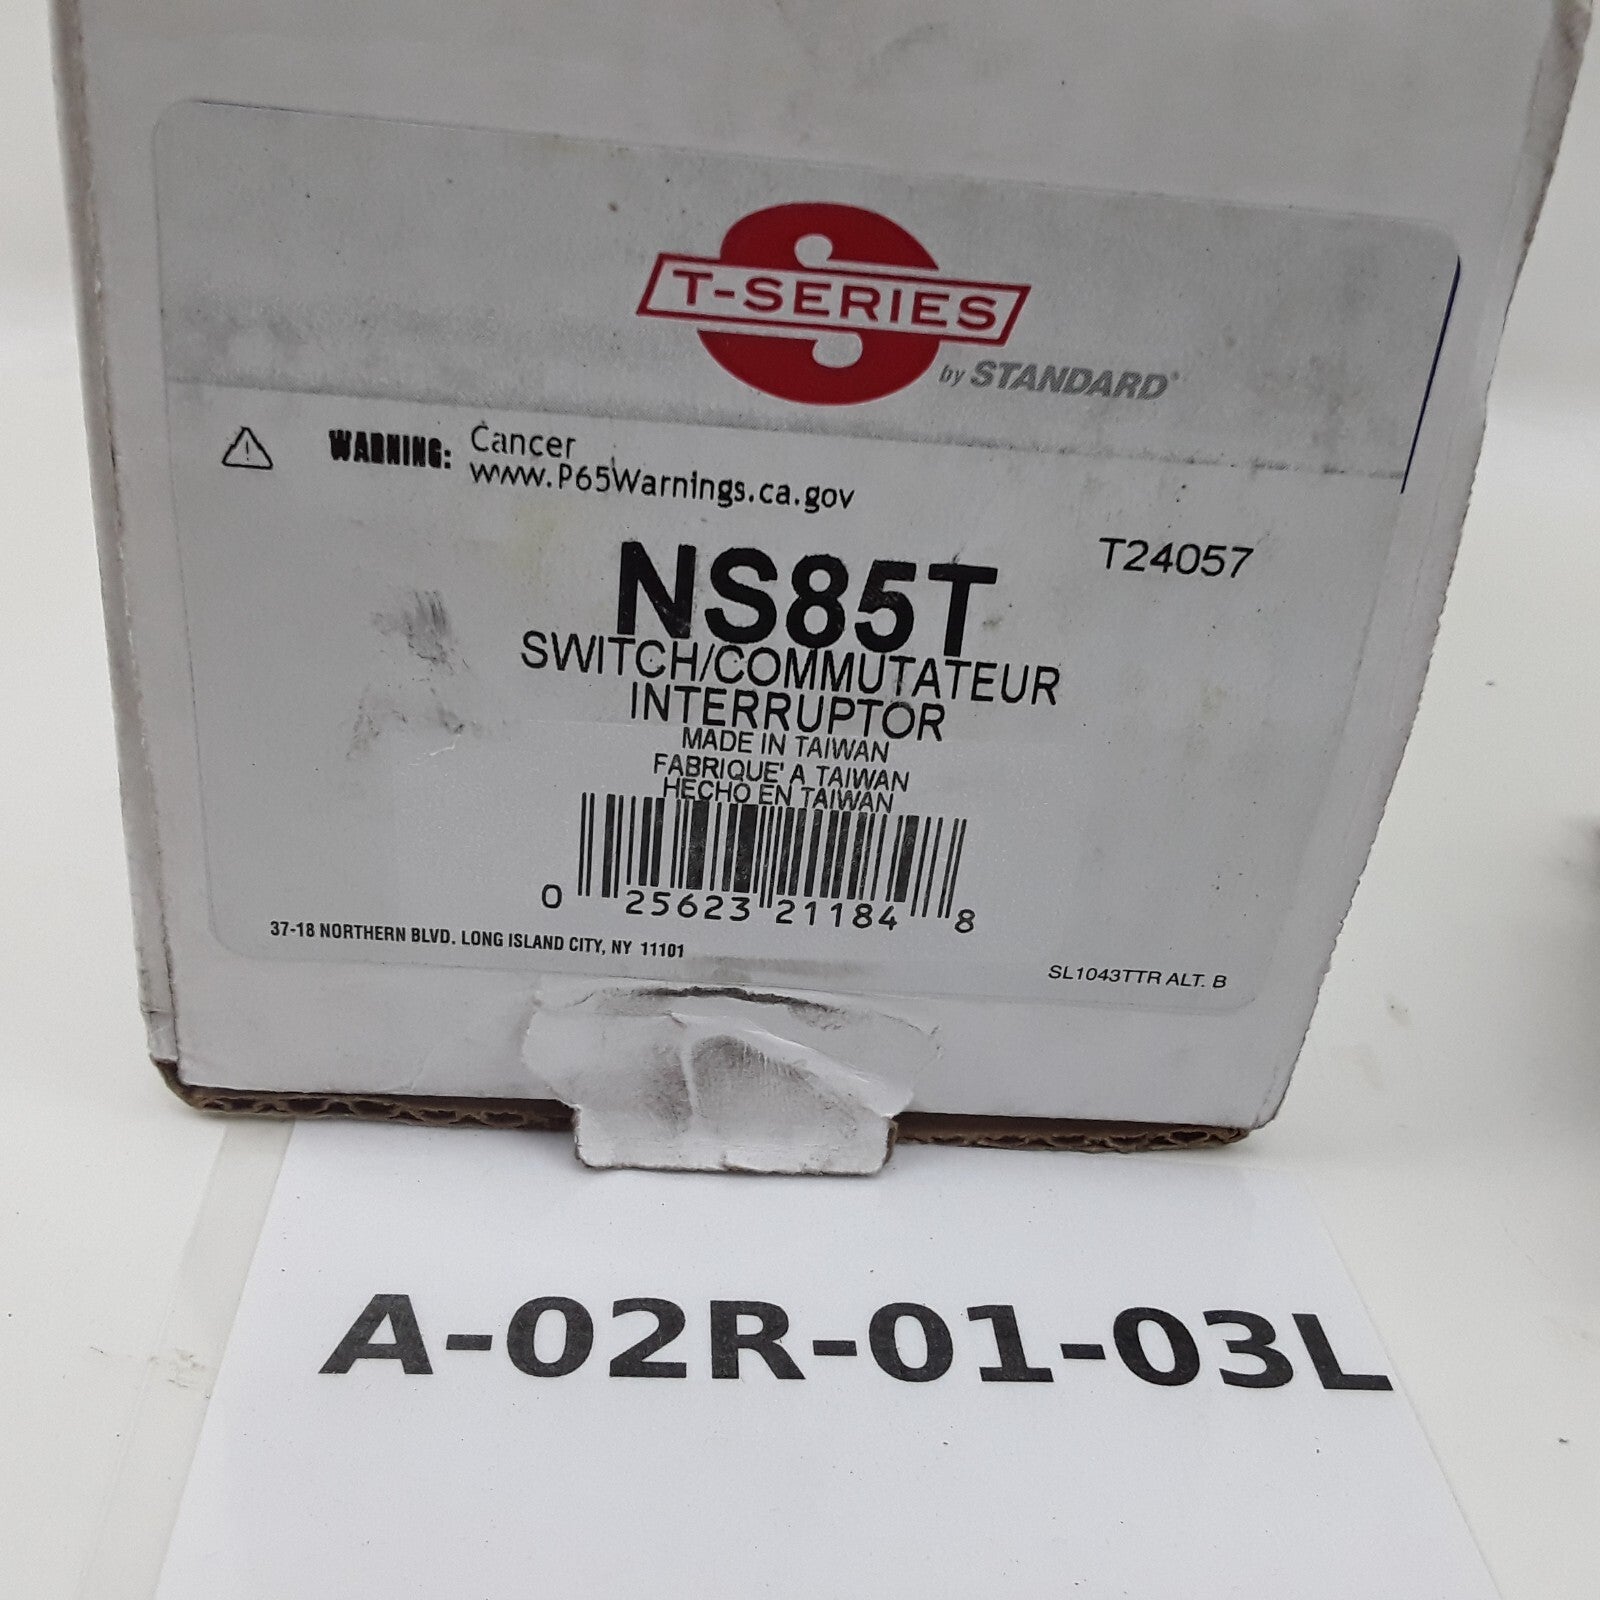 T-SERIES
by STANDARD®
WARNING: Cancer
www.P65Warnings.ca.gov
T24057
NS85T
SWITCH/COMMUTATEUR
INTERRUPTOR
MADE IN TAIWAN
FABRIQUE' A TAIWAN
HECHO EN TAIWAN
0 25623 21184 8
37-18 NORTHERN BLVD. LONG ISLAND CITY, NY 11101
SL1043TTR ALT. B
A-02R-01-03L